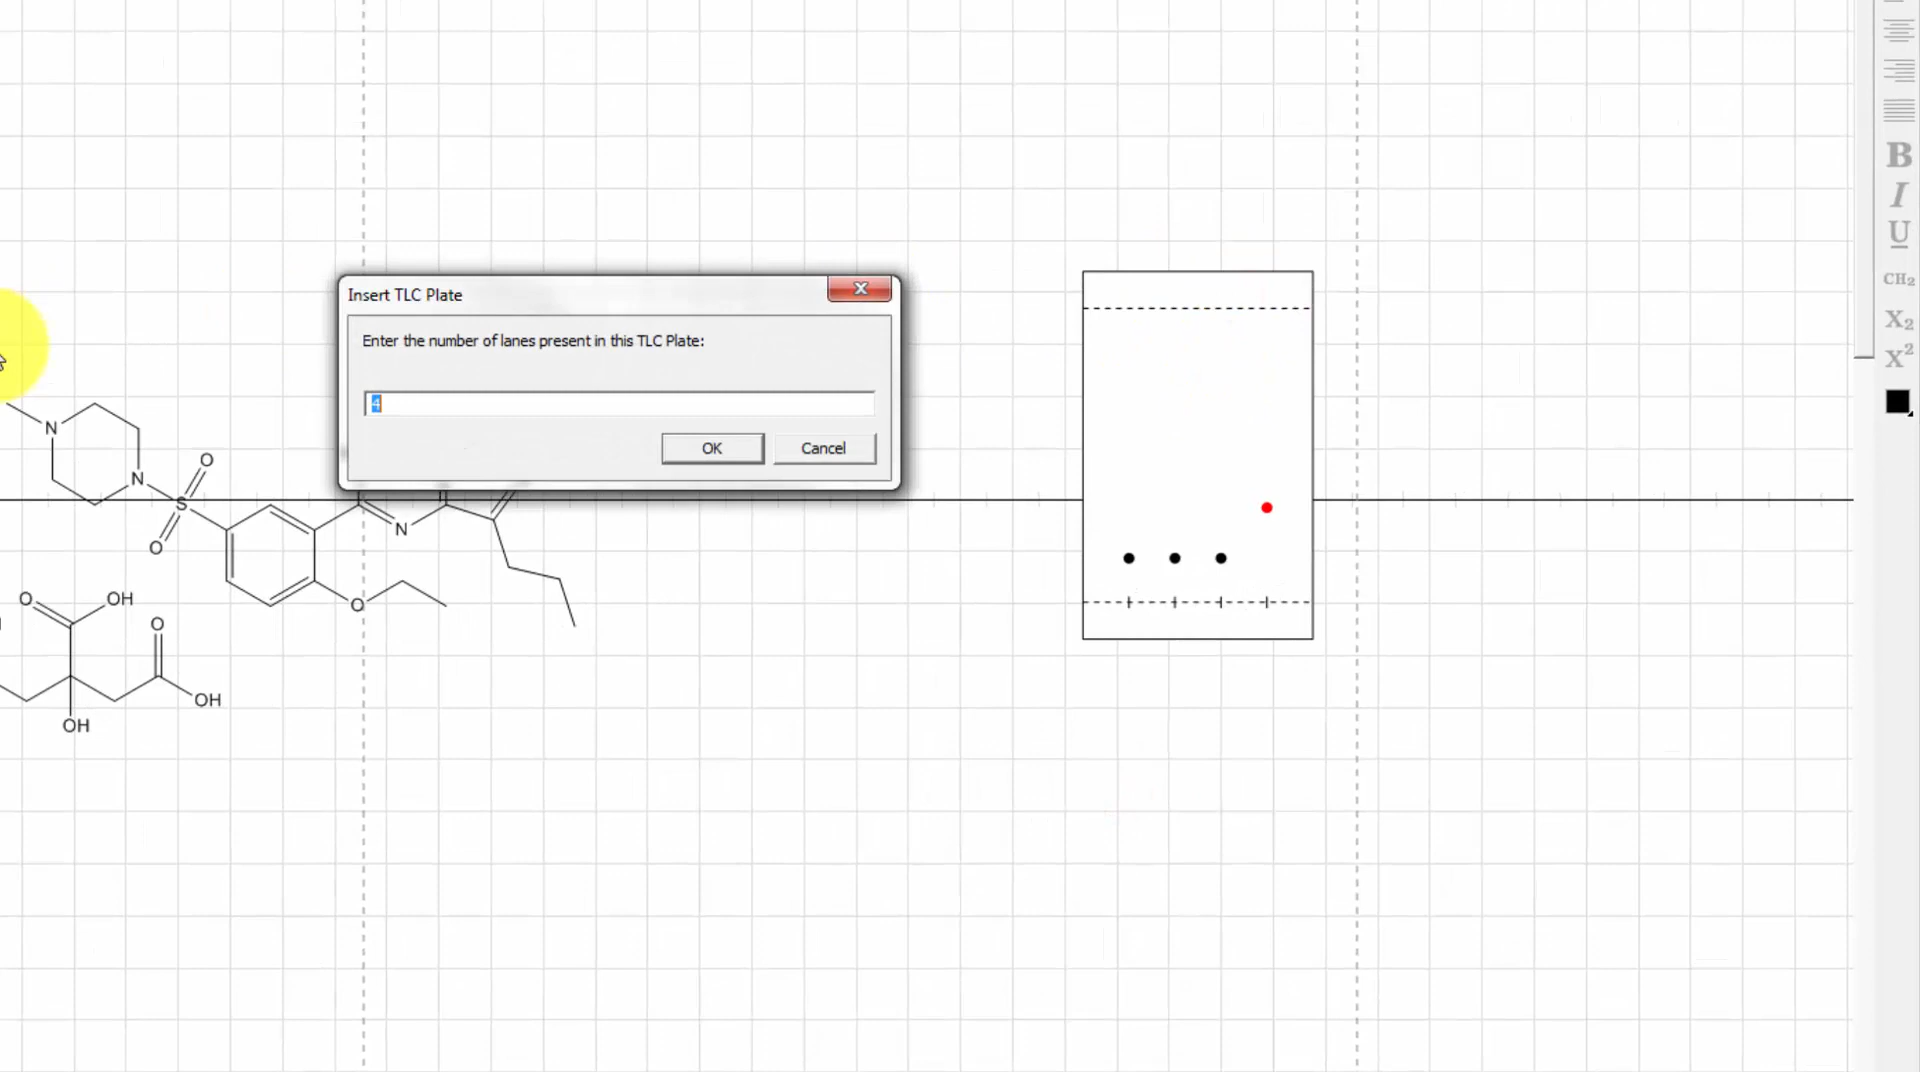 B
I
U
CH₂
X₂
X²
Insert TLC Plate
X
Enter the number of lanes present in this TLC Plate:
4
OK
Cancel
N
N
O
S
O
N
O
O
OH
O
OH
OH